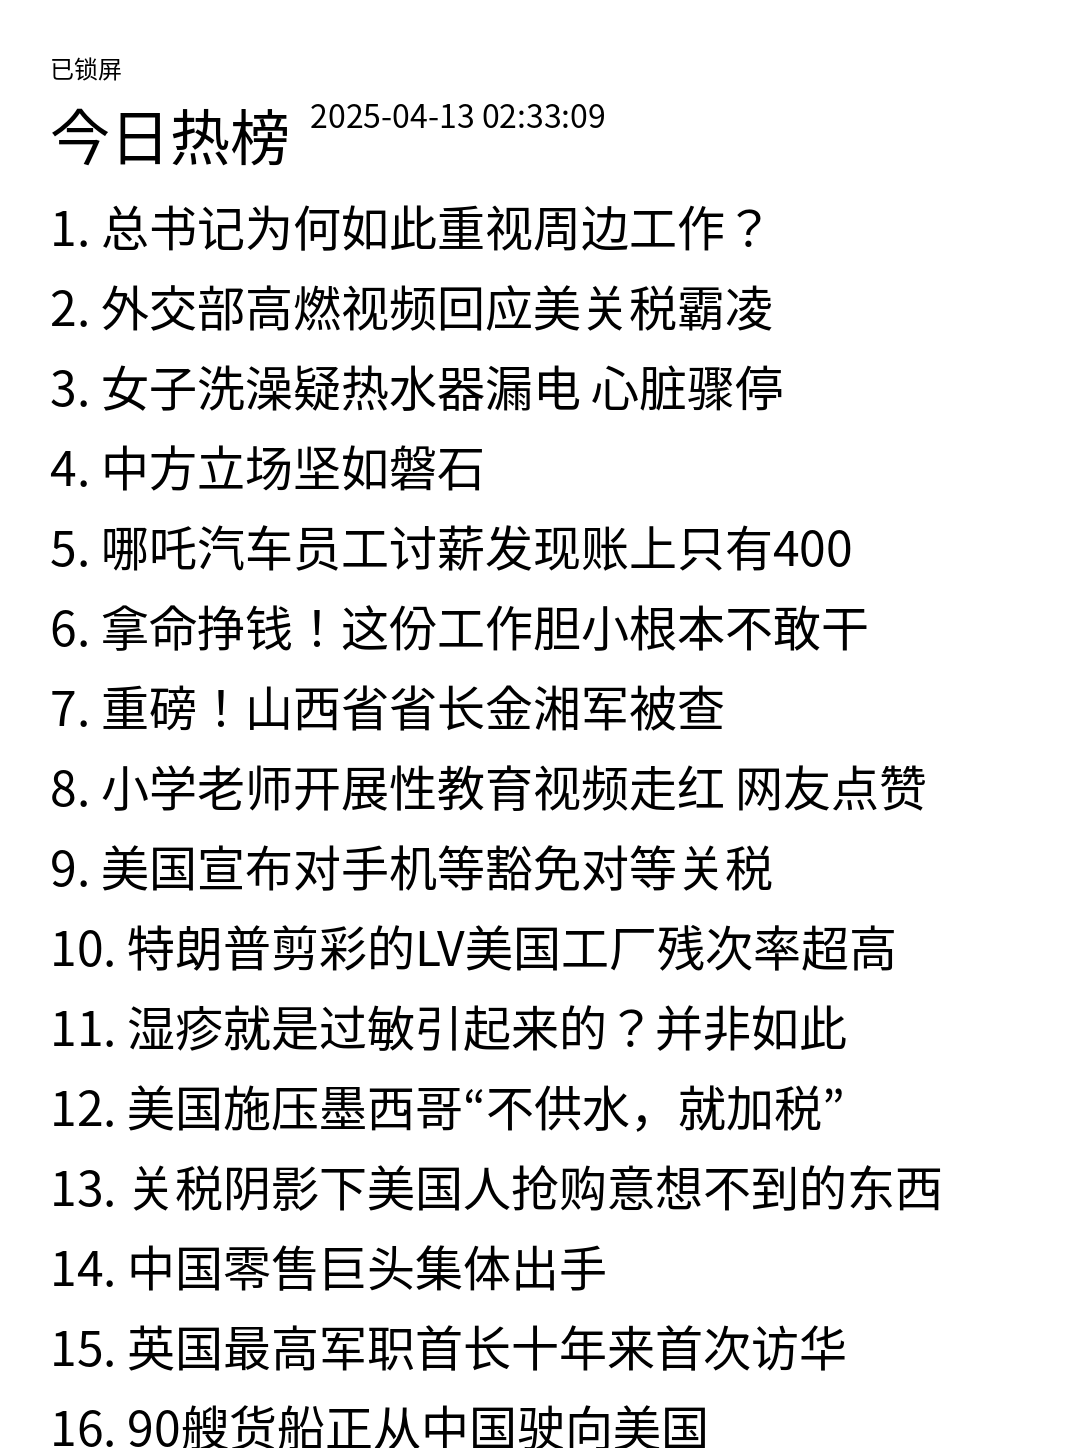 已锁屏
今日热榜 2025-04-13 02:33:09
1. 总书记为何如此重视周边工作？
2. 外交部高燃视频回应美关税霸凌
3. 女子洗澡疑热水器漏电 心脏骤停
4. 中方立场坚如磐石
5. 哪吒汽车员工讨薪发现账上只有400
6. 拿命挣钱！这份工作胆小根本不敢干
7. 重磅！山西省省长金湘军被查
8. 小学老师开展性教育视频走红 网友点赞
9. 美国宣布对手机等豁免对等关税
10. 特朗普剪彩的LV美国工厂残次率超高
11. 湿疹就是过敏引起来的？并非如此
12. 美国施压墨西哥“不供水，就加税”
13. 关税阴影下美国人抢购意想不到的东西
14. 中国零售巨头集体出手
15. 英国最高军职首长十年来首次访华
16. 90艘货船正从中国驶向美国